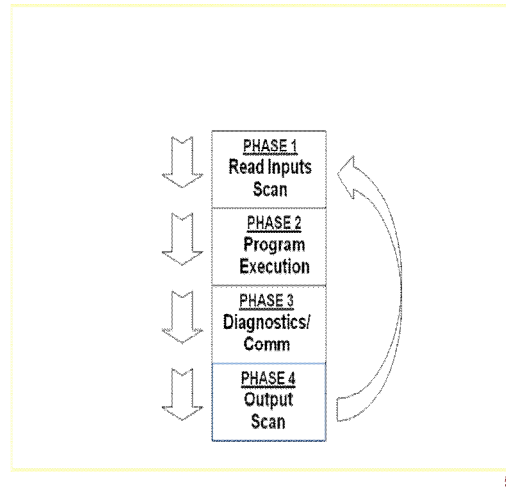 PHASE 1
Read Inputs
Scan
PHASE 2
Program
Execution
PHASE 3
Diagnostics/
Comm
PHASE 4
Output
Scan